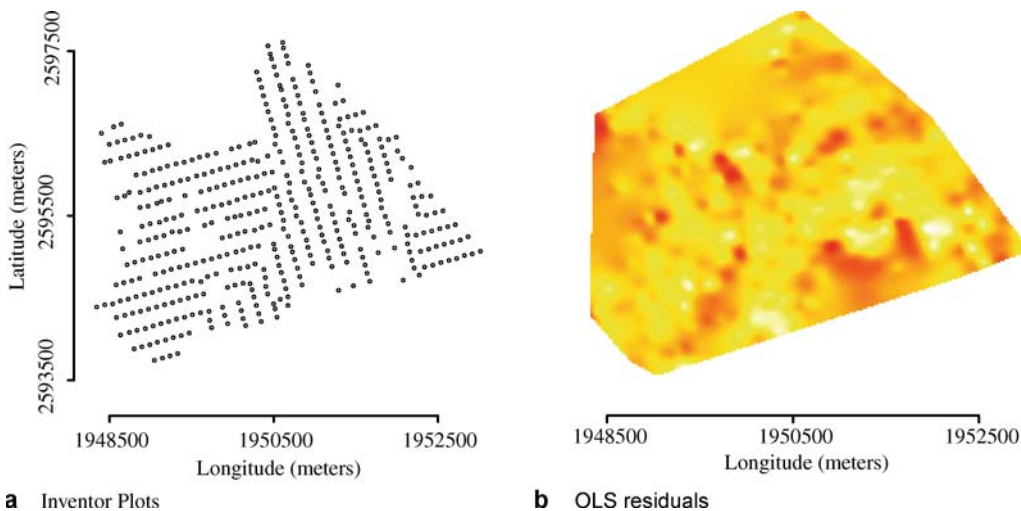 2597500
2595500
2593500
Latitude (meters)
1948500
1950500
1952500
Longitude (meters)
a Inventor Plots
1948500
1950500
1952500
Longitude (meters)
b OLS residuals